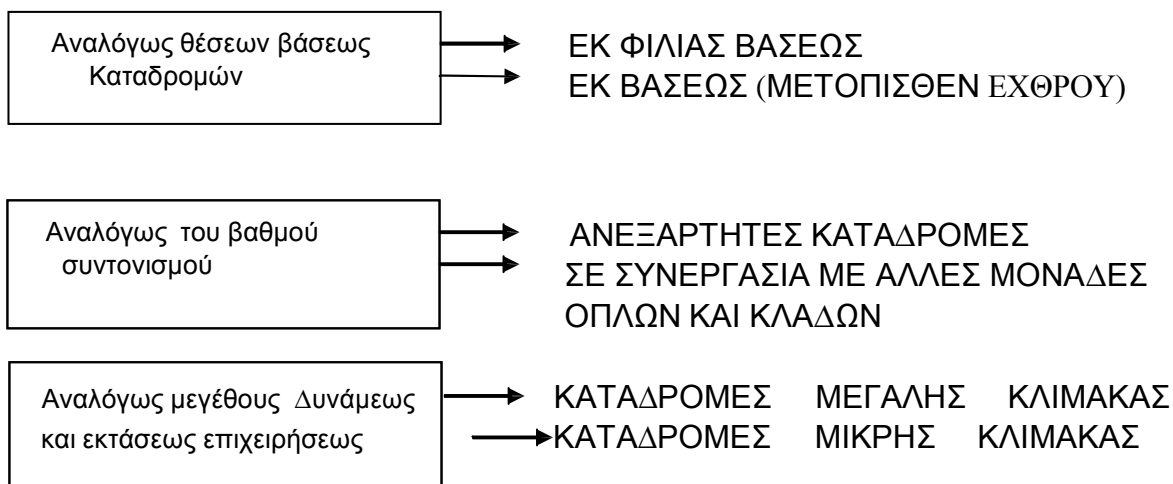 Αναλόγως θέσεων βάσεως
Καταδρομών
ΕΚ ΦΙΛΙΑΣ ΒΑΣΕΩΣ
ΕΚ ΒΑΣΕΩΣ (ΜΕΤΟΠΙΣΘΕΝ ΕΧΘΡΟΥ)
Αναλόγως του βαθμού
συντονισμού
ΑΝΕΞΑΡΤΗΤΕΣ ΚΑΤΑΔΡΟΜΕΣ
ΣΕ ΣΥΝΕΡΓΑΣΙΑ ΜΕ ΑΛΛΕΣ ΜΟΝΑΔΕΣ
ΟΠΛΩΝ ΚΑΙ ΚΛΑΔΩΝ
Αναλόγως μεγέθους Δυνάμεως
και εκτάσεως επιχειρήσεως
ΚΑΤΑΔΡΟΜΕΣ ΜΕΓΑΛΗΣ ΚΛΙΜΑΚΑΣ
ΚΑΤΑΔΡΟΜΕΣ ΜΙΚΡΗΣ ΚΛΙΜΑΚΑΣ